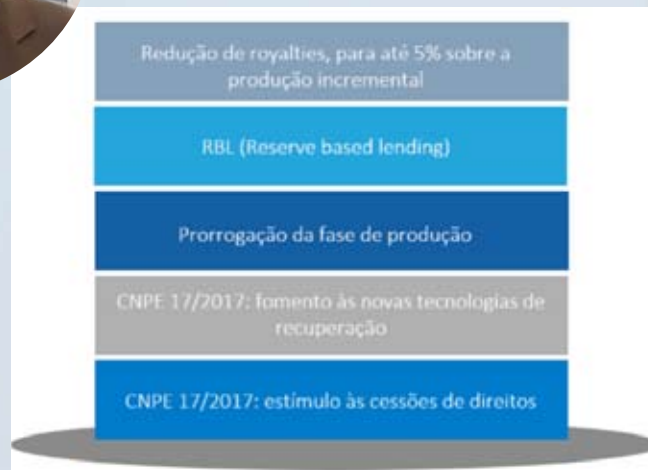 Redução de royalties, para até 5% sobre a
produção incremental
RBL (Reserve based lending)
Prorrogação da fase de produção
CNPE 17/2017: fomento às novas tecnologias de
recuperação
CNPE 17/2017: estímulo às cessões de direitos